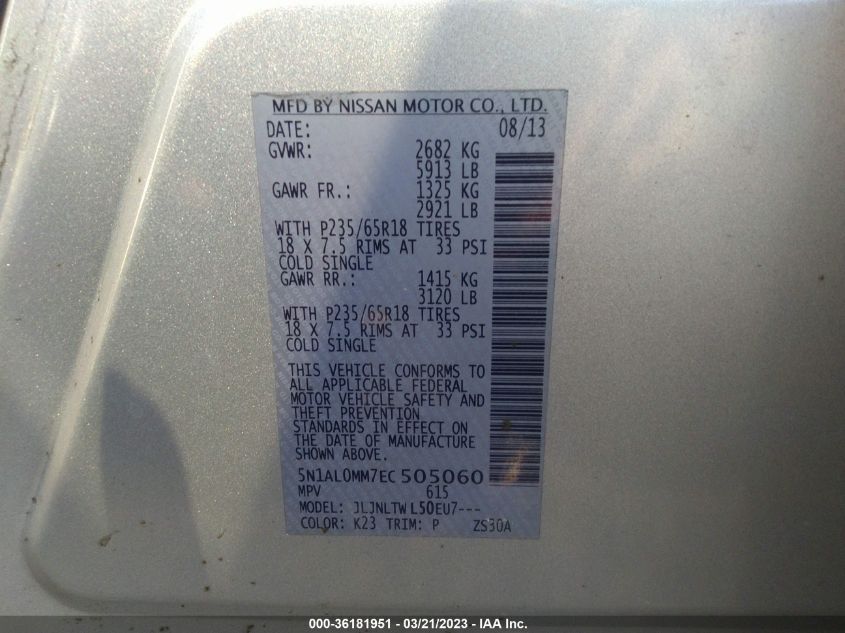 MFD BY NISSAN MOTOR CO., LTD.
DATE: 08/13
GVWR: 2682 KG
5913 LB
GAWR FR.: 1325 KG
2921 LB
WITH P235/65R18 TIRES
18 X 7.5 RIMS AT 33 PSI
COLD SINGLE
GAWR RR.: 1415 KG
3120 LB
WITH P235/65R18 TIRES
18 X 7.5 RIMS AT 33 PSI
COLD SINGLE
THIS VEHICLE CONFORMS TO
ALL APPLICABLE FEDERAL
MOTOR VEHICLE SAFETY AND
THEFT PREVENTION
STANDARDS IN EFFECT ON
THE DATE OF MANUFACTURE
SHOWN ABOVE.
5N1AL0MM7EC 505060
MPV 615
MODEL: JLJNLTW L50EU7---
COLOR: K23 TRIM: P ZS30A
000-36181951 - 03/21/2023 - IAA Inc.